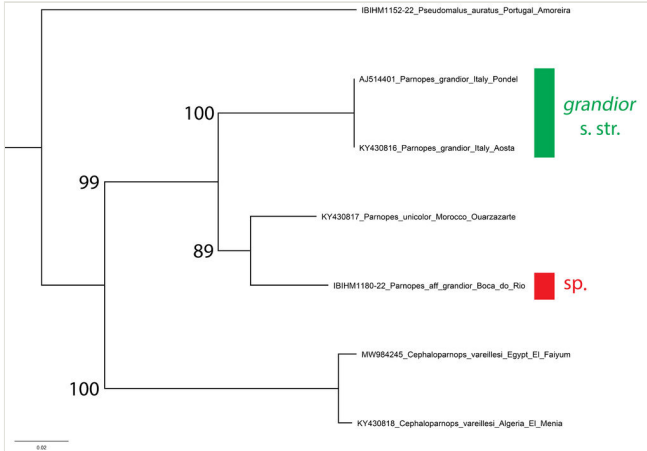 IBIHM1152-22_Pseudomalus_auratus_Portugal_Amoreira
AJ514401_Parnopes_grandior_Italy_Pondel
100
grandior
s. str.
KY430816_Parnopes_grandior_Italy_Aosta
99
KY430817_Parnopes_unicolor_Morocco_Ouarzazarte
89
IBIHM1180-22_Parnopes_aff_grandior_Boca_do_Rio
sp.
MW984245_Cephaloparnops_vareillesi_Egypt_El_Faiyum
100
KY430818_Cephaloparnops_vareillesi_Algeria_El_Menia
0.02